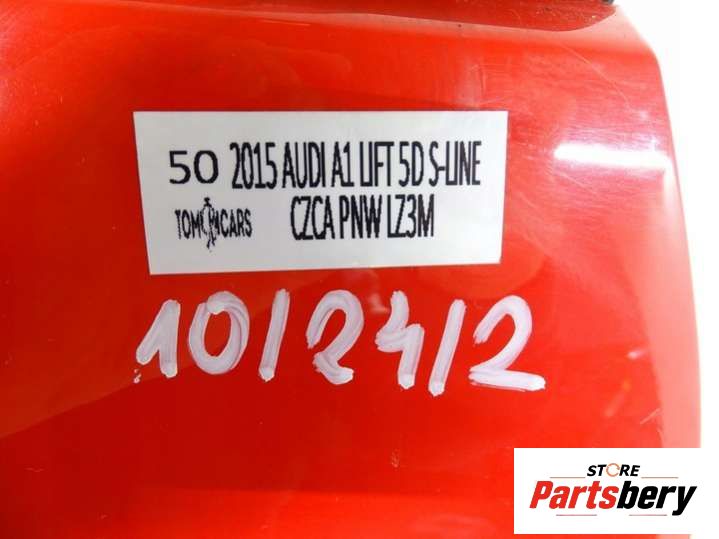 50 2015 AUDI A1 LIFT 5D S-LINE
TOM CARS CZCA PNW LZ3M
10/24/2
STORE
Partsbery